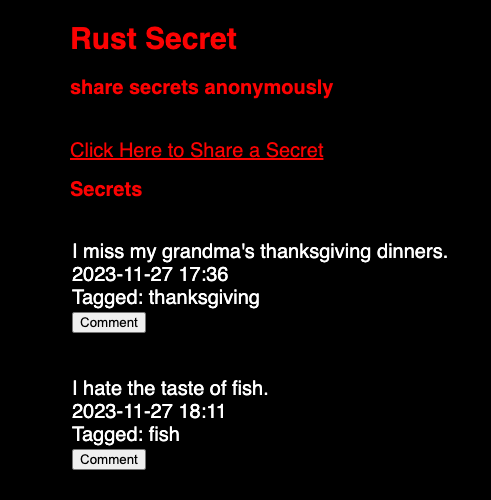 Rust Secret
share secrets anonymously
Click Here to Share a Secret
Secrets
I miss my grandma's thanksgiving dinners.
2023-11-27 17:36
Tagged: thanksgiving
Comment
I hate the taste of fish.
2023-11-27 18:11
Tagged: fish
Comment